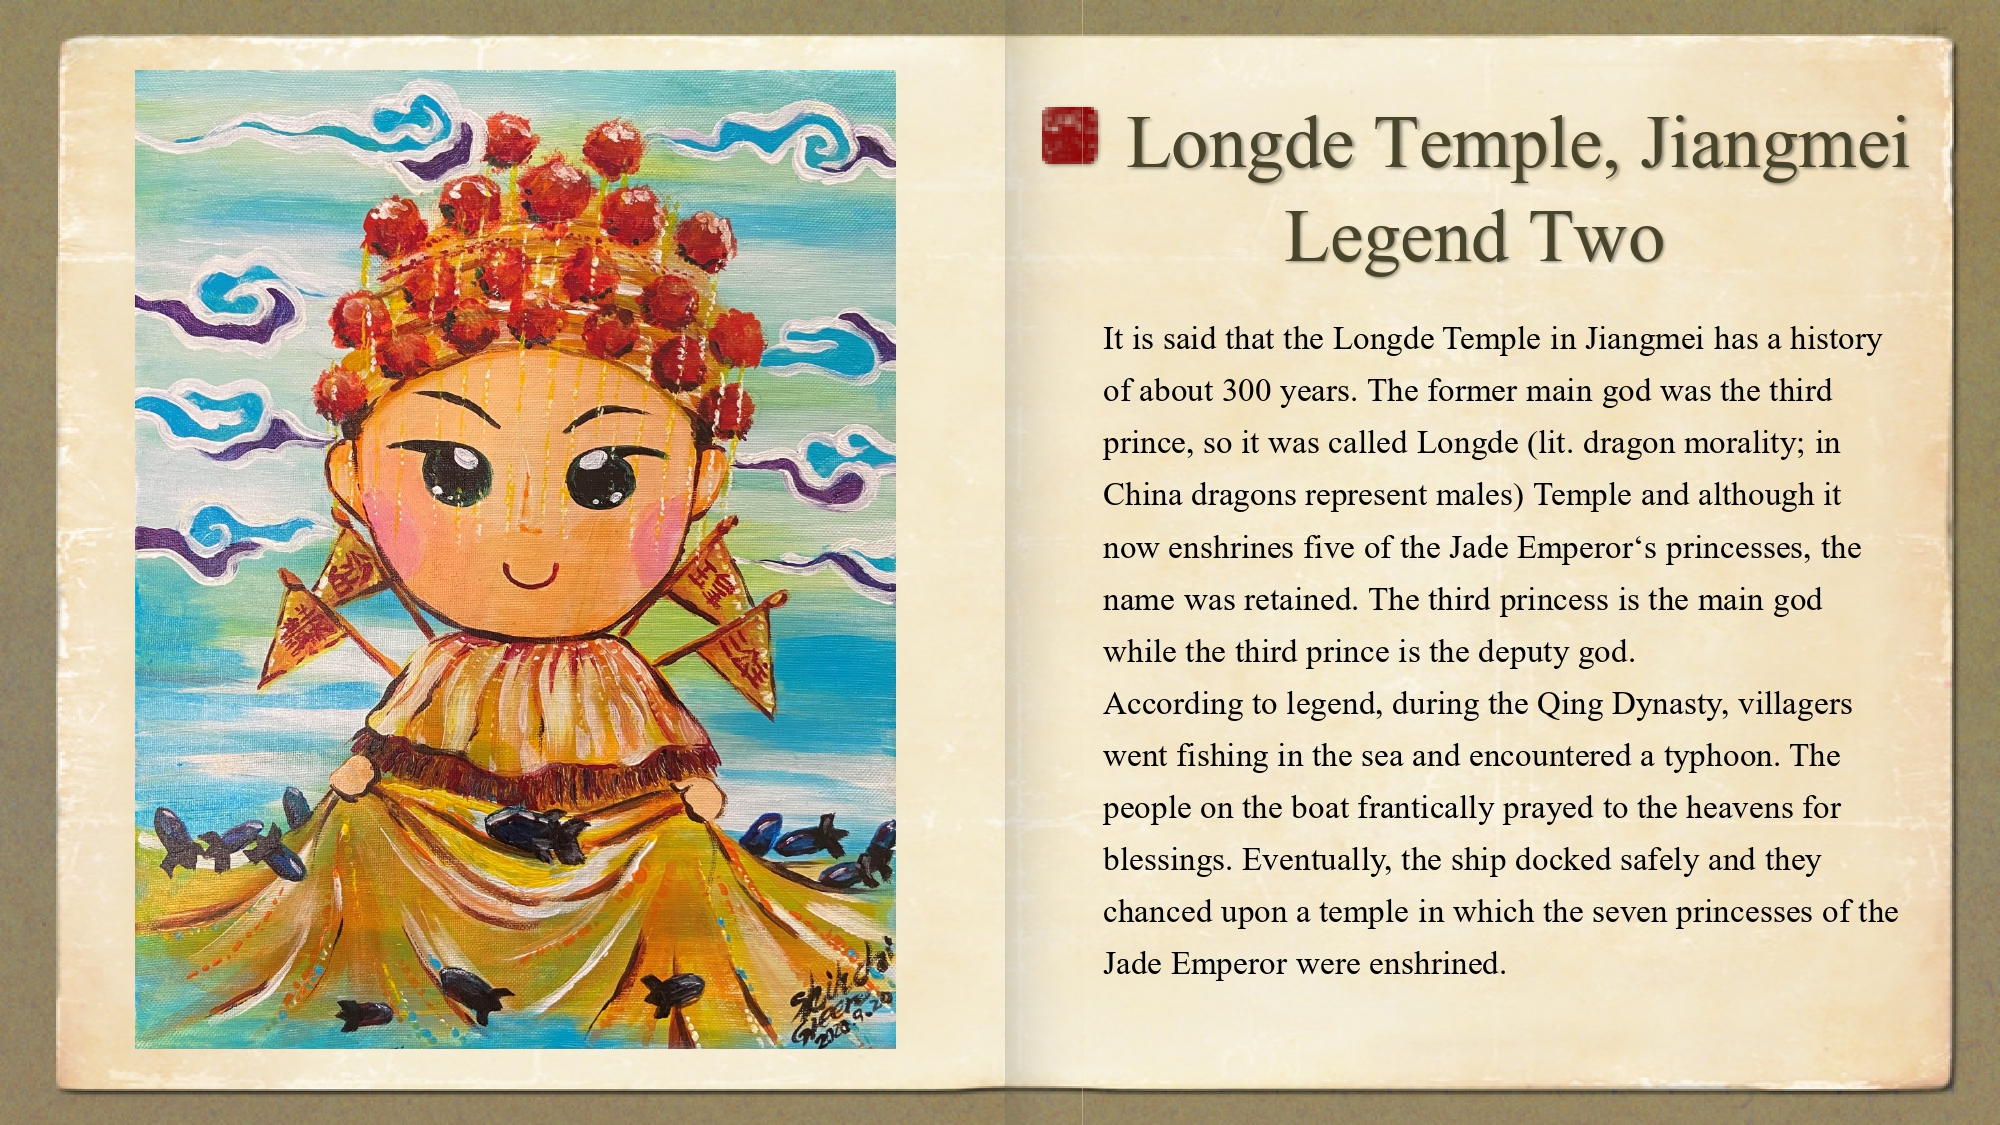 Longde Temple, Jiangmei
Legend Two
It is said that the Longde Temple in Jiangmei has a history
of about 300 years. The former main god was the third
prince, so it was called Longde (lit. dragon morality; in
China dragons represent males) Temple and although it
now enshrines five of the Jade Emperor‘s princesses, the
name was retained. The third princess is the main god
while the third prince is the deputy god.
According to legend, during the Qing Dynasty, villagers
went fishing in the sea and encountered a typhoon. The
people on the boat frantically prayed to the heavens for
blessings. Eventually, the ship docked safely and they
chanced upon a temple in which the seven princesses of the
Jade Emperor were enshrined.
2020.9.20